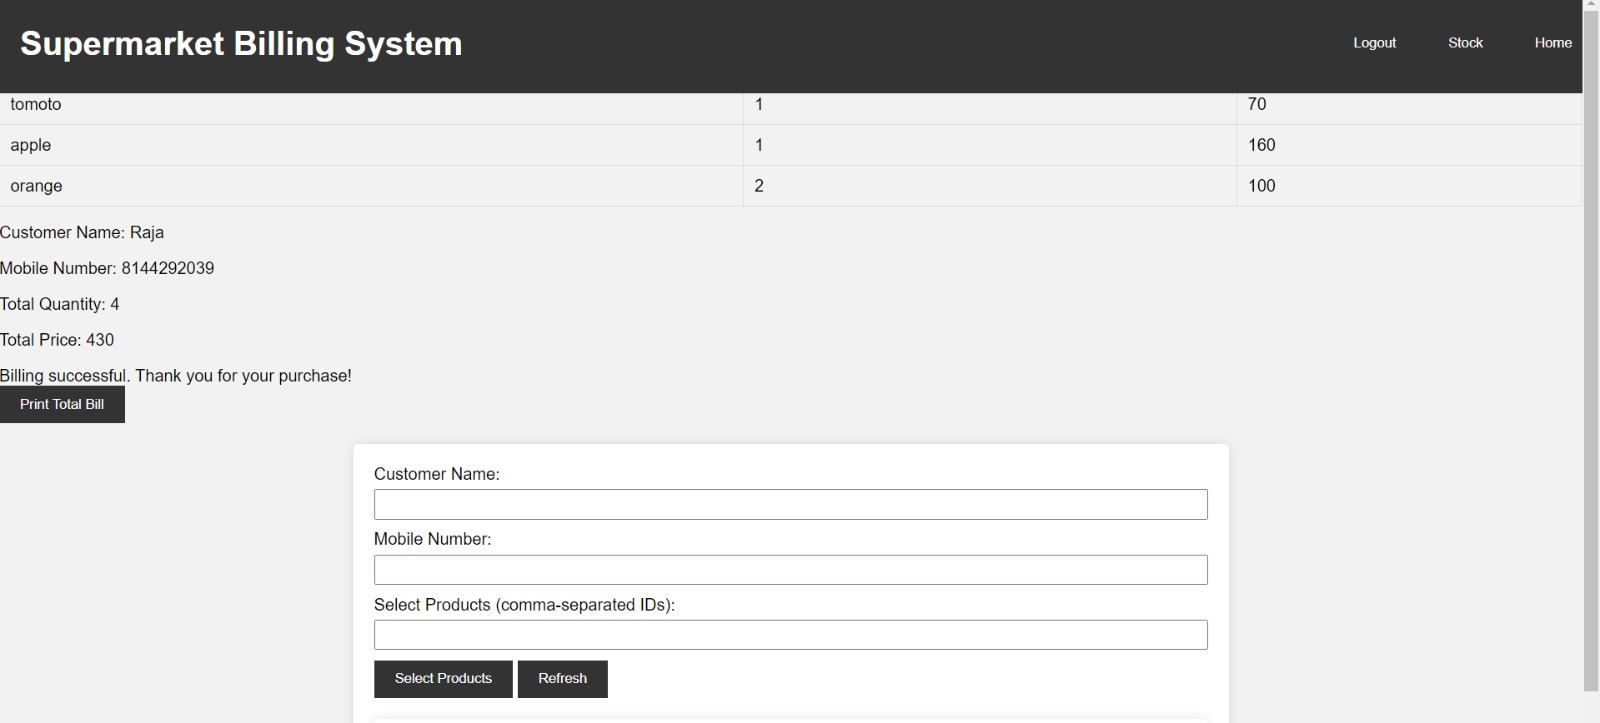 Supermarket Billing System
Logout Stock Home
tomoto 1 70
apple 1 160
orange 2 100
Customer Name: Raja
Mobile Number: 8144292039
Total Quantity: 4
Total Price: 430
Billing successful. Thank you for your purchase!
Print Total Bill
Customer Name:
Mobile Number:
Select Products (comma-separated IDs):
Select Products Refresh